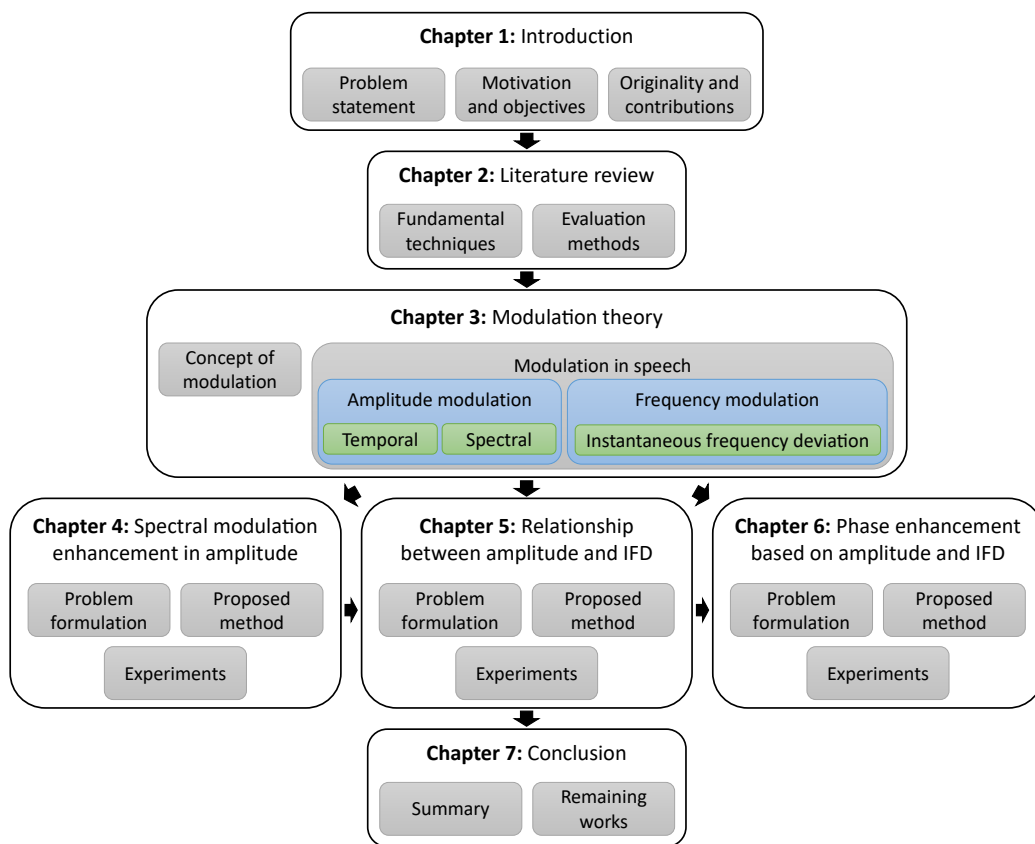 Chapter 1: Introduction
Problem
statement
Motivation
and objectives
Originality and
contributions
Chapter 2: Literature review
Fundamental
techniques
Evaluation
methods
Chapter 3: Modulation theory
Concept of
modulation
Modulation in speech
Amplitude modulation
Temporal
Spectral
Frequency modulation
Instantaneous frequency deviation
Chapter 4: Spectral modulation
enhancement in amplitude
Problem
formulation
Proposed
method
Experiments
Chapter 5: Relationship
between amplitude and IFD
Problem
formulation
Proposed
method
Experiments
Chapter 6: Phase enhancement
based on amplitude and IFD
Problem
formulation
Proposed
method
Experiments
Chapter 7: Conclusion
Summary
Remaining
works